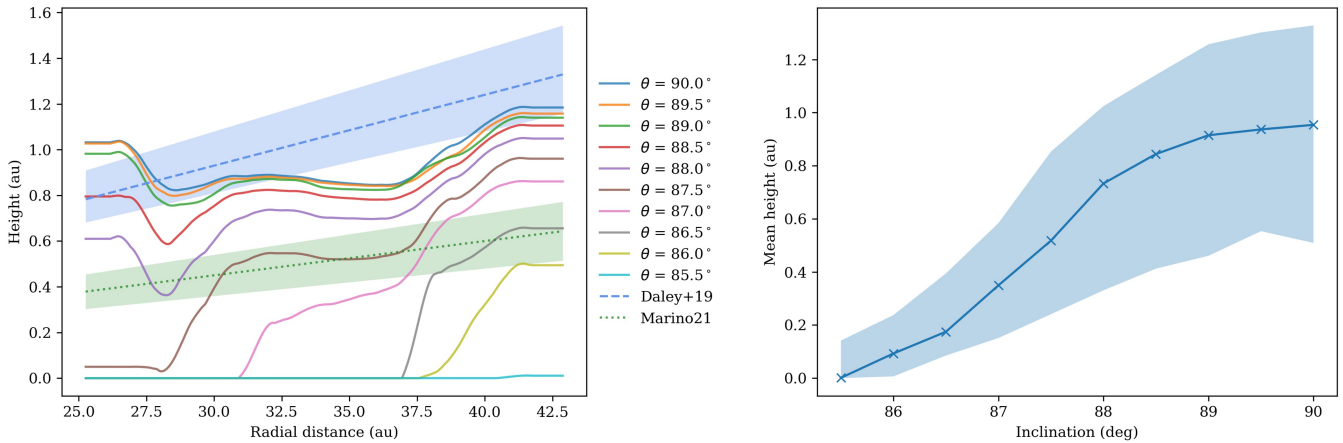 1.6
1.4
1.2
1.0
0.8
0.6
0.4
0.2
0.0
Height (au)
25.0 27.5 30.0 32.5 35.0 37.5 40.0 42.5
Radial distance (au)
θ = 90.0°
θ = 89.5°
θ = 89.0°
θ = 88.5°
θ = 88.0°
θ = 87.5°
θ = 87.0°
θ = 86.5°
θ = 86.0°
θ = 85.5°
Daley+19
Marino21
1.2
1.0
0.8
0.6
0.4
0.2
0.0
Mean height (au)
86 87 88 89 90
Inclination (deg)